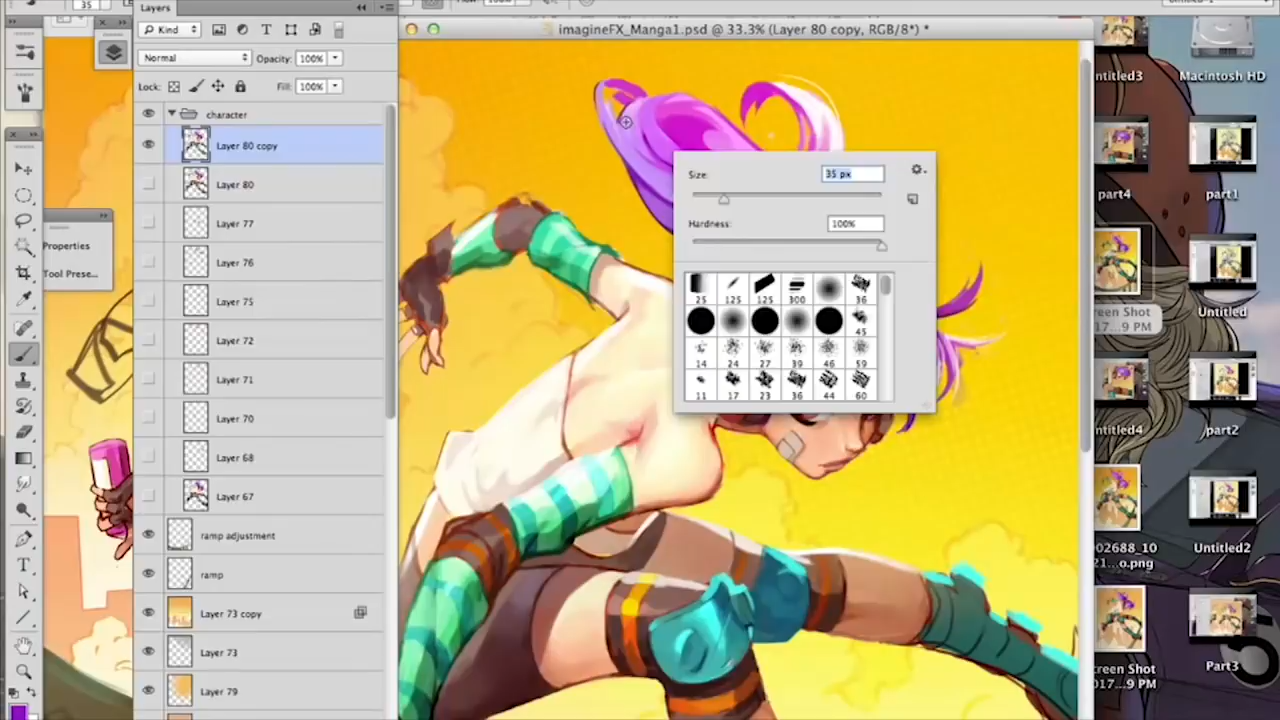 35
Layers
Kind
Normal
Opacity: 100%
Lock:
Fill: 100%
character
Layer 80 copy
Layer 80
Layer 77
Layer 76
Layer 75
Layer 72
Layer 71
Layer 70
Layer 68
Layer 67
ramp adjustment
ramp
Layer 73 copy
Layer 73
Layer 79
Properties
Tool Prese...
imagineFX_Manga1.psd @ 33.3% (Layer 80 copy, RGB/8*) *
Size:
35 px
Hardness:
100%
25 125 125 300 36
45
14 24 27 39 46 59
11 17 23 36 44 60
ntitled3
Macintosh HD
part4
part1
reen Shot
017...9 PM
Untitled
ntitled4
part2
002688_10
21...o.png
Untitled2
reen Shot
017...9 PM
Part3